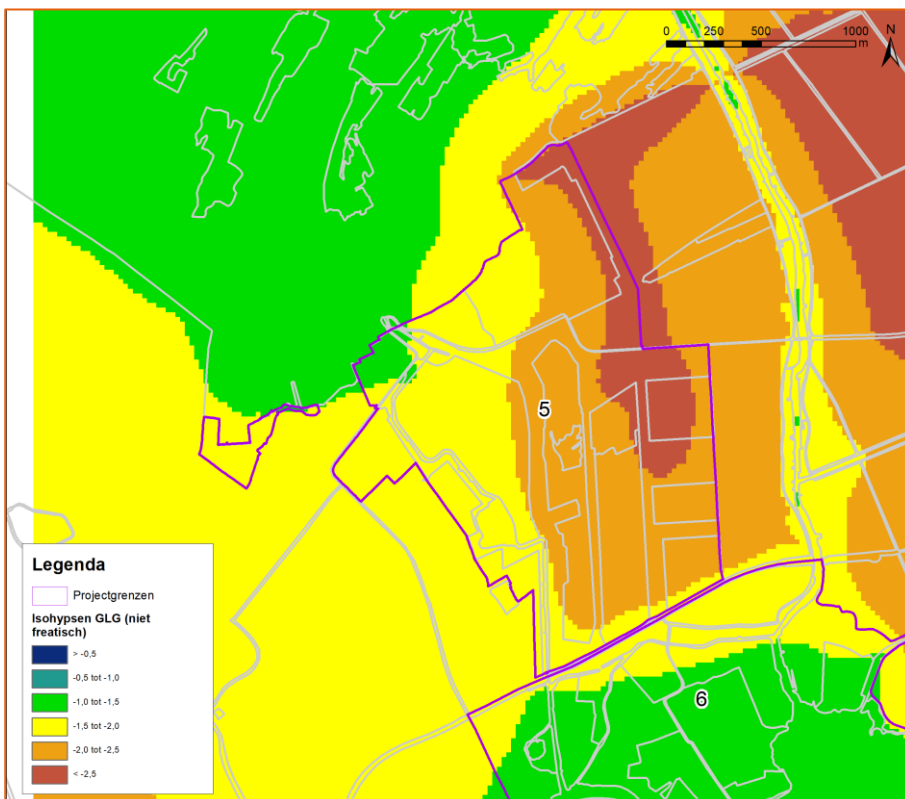 N
0 250 500 1000
m
5
6
Legenda
Projectgrenzen
Isohypsen GLG (niet
freatisch)
> -0,5
-0,5 tot -1,0
-1,0 tot -1,5
-1,5 tot -2,0
-2,0 tot -2,5
< -2,5